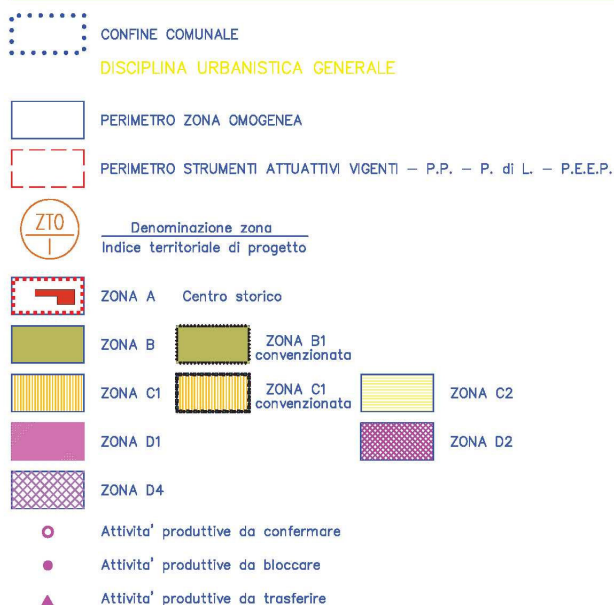 CONFINE COMUNALE
DISCIPLINA URBANISTICA GENERALE
PERIMETRO ZONA OMOGENEA
PERIMETRO STRUMENTI ATTUATTIVI VIGENTI – P.P. – P. di L. – P.E.E.P.
ZTO
I
Denominazione zona
Indice territoriale di progetto
ZONA A Centro storico
ZONA B
ZONA B1
convenzionata
ZONA C1
ZONA C1
convenzionata
ZONA C2
ZONA D1
ZONA D2
ZONA D4
Attivita' produttive da confermare
Attivita' produttive da bloccare
Attivita' produttive da trasferire